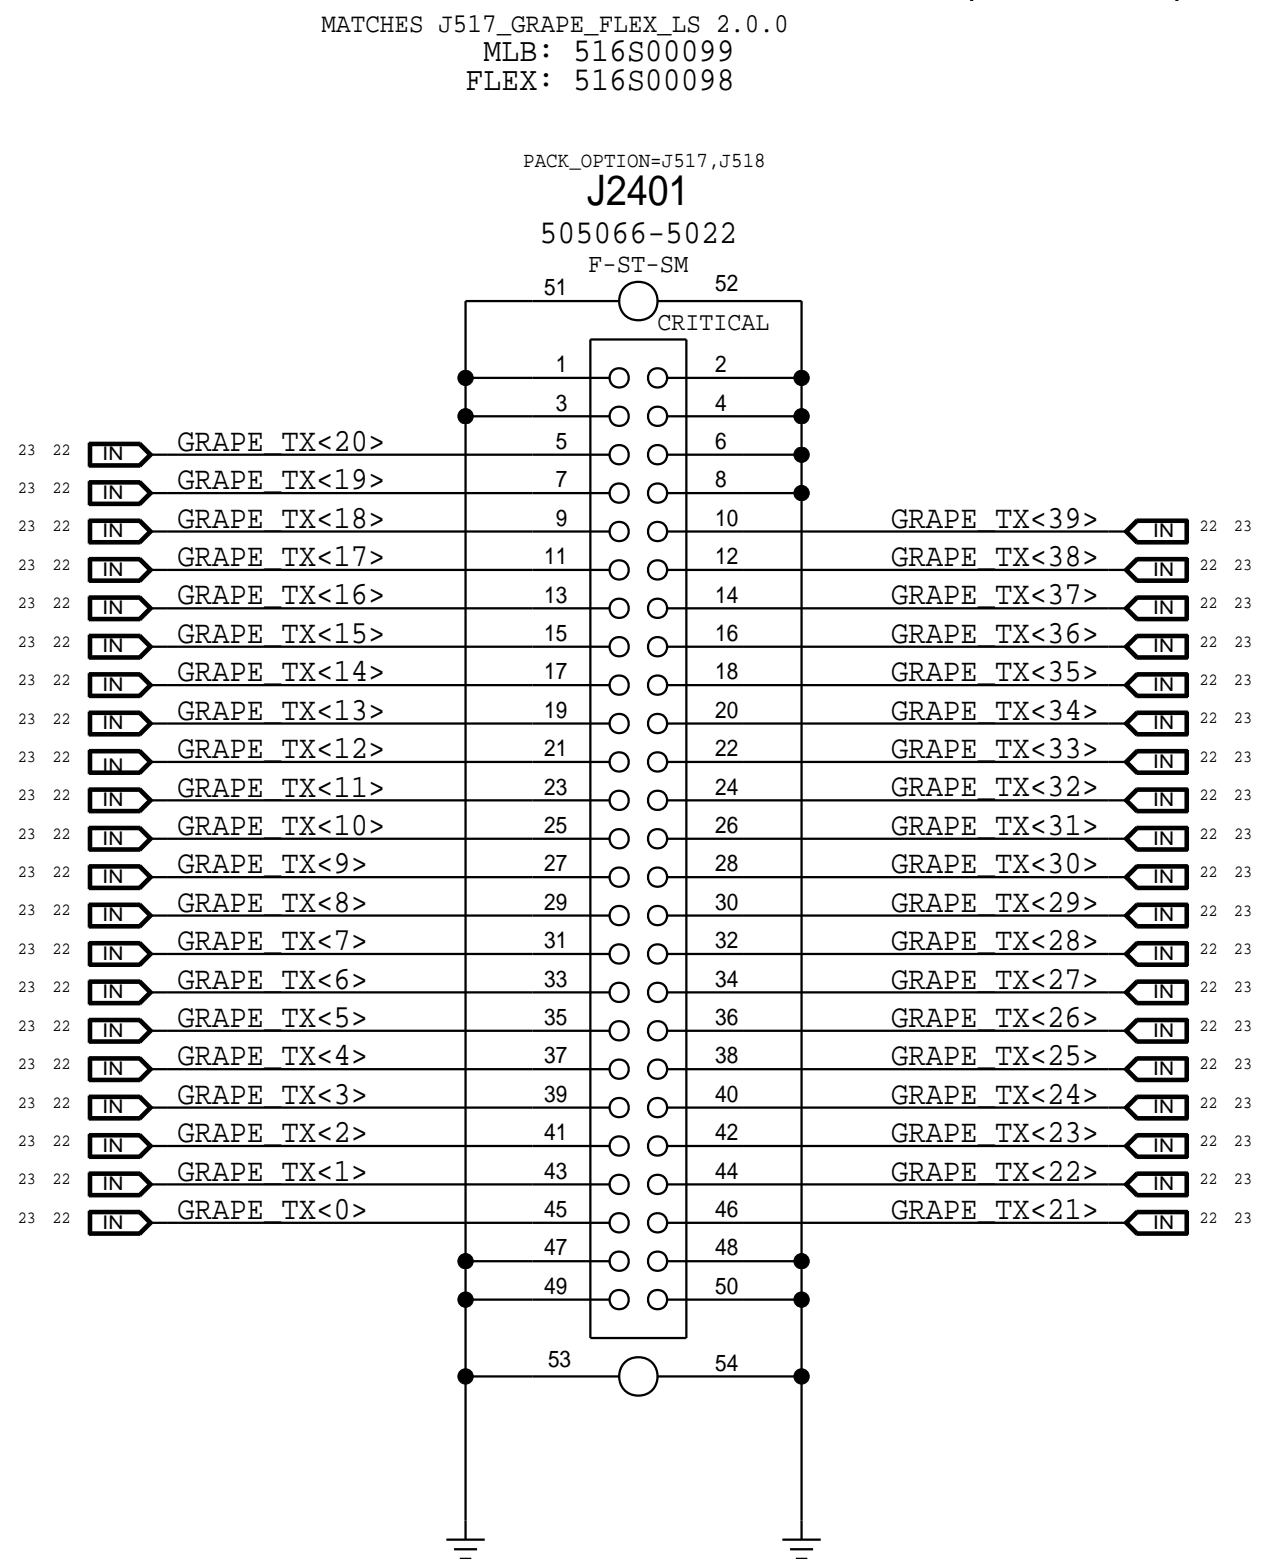 MATCHES J517_GRAPE_FLEX_LS 2.0.0
MLB: 516S00099
FLEX: 516S00098
PACK_OPTION=J517,J518
J2401
505066-5022
F-ST-SM
51 52
CRITICAL
1 2
3 4
23 22 IN GRAPE_TX<20> 5 6
23 22 IN GRAPE_TX<19> 7 8
23 22 IN GRAPE_TX<18> 9 10 GRAPE_TX<39> IN 22 23
23 22 IN GRAPE_TX<17> 11 12 GRAPE_TX<38> IN 22 23
23 22 IN GRAPE_TX<16> 13 14 GRAPE_TX<37> IN 22 23
23 22 IN GRAPE_TX<15> 15 16 GRAPE_TX<36> IN 22 23
23 22 IN GRAPE_TX<14> 17 18 GRAPE_TX<35> IN 22 23
23 22 IN GRAPE_TX<13> 19 20 GRAPE_TX<34> IN 22 23
23 22 IN GRAPE_TX<12> 21 22 GRAPE_TX<33> IN 22 23
23 22 IN GRAPE_TX<11> 23 24 GRAPE_TX<32> IN 22 23
23 22 IN GRAPE_TX<10> 25 26 GRAPE_TX<31> IN 22 23
23 22 IN GRAPE_TX<9> 27 28 GRAPE_TX<30> IN 22 23
23 22 IN GRAPE_TX<8> 29 30 GRAPE_TX<29> IN 22 23
23 22 IN GRAPE_TX<7> 31 32 GRAPE_TX<28> IN 22 23
23 22 IN GRAPE_TX<6> 33 34 GRAPE_TX<27> IN 22 23
23 22 IN GRAPE_TX<5> 35 36 GRAPE_TX<26> IN 22 23
23 22 IN GRAPE_TX<4> 37 38 GRAPE_TX<25> IN 22 23
23 22 IN GRAPE_TX<3> 39 40 GRAPE_TX<24> IN 22 23
23 22 IN GRAPE_TX<2> 41 42 GRAPE_TX<23> IN 22 23
23 22 IN GRAPE_TX<1> 43 44 GRAPE_TX<22> IN 22 23
23 22 IN GRAPE_TX<0> 45 46 GRAPE_TX<21> IN 22 23
47 48
49 50
53 54